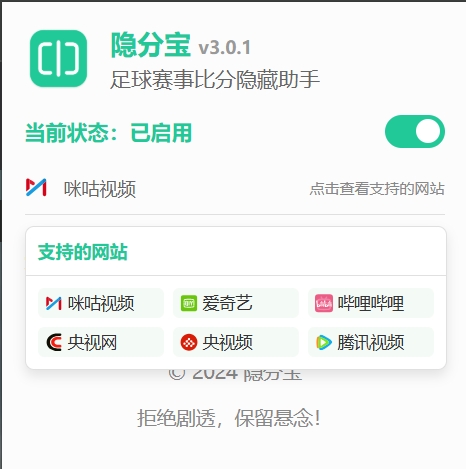 隐分宝 v3.0.1
足球赛事比分隐藏助手
当前状态：已启用
咪咕视频 点击查看支持的网站
支持的网站
咪咕视频 爱奇艺 哔哩哔哩
央视网 央视频 腾讯视频
© 2024 隐分宝
拒绝剧透，保留悬念！